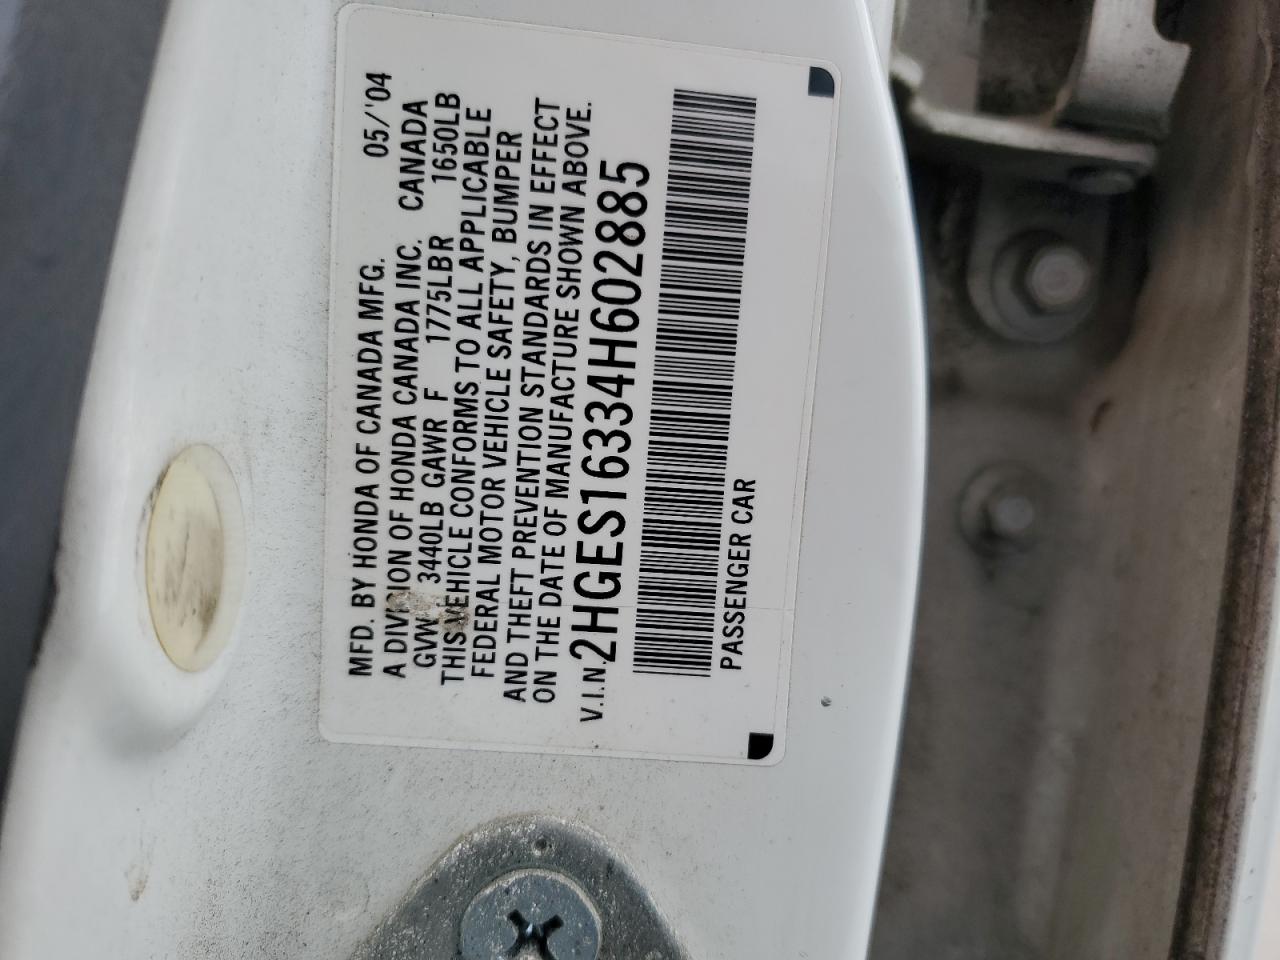 MFD. BY HONDA OF CANADA MFG. 05/'04
A DIVISION OF HONDA CANADA INC. CANADA
GVW 3440LB GAWR F 1775LBR 1650LB
THIS VEHICLE CONFORMS TO ALL APPLICABLE
FEDERAL MOTOR VEHICLE SAFETY, BUMPER
AND THEFT PREVENTION STANDARDS IN EFFECT
ON THE DATE OF MANUFACTURE SHOWN ABOVE.
V.I.N. 2HGES16334H602885
PASSENGER CAR